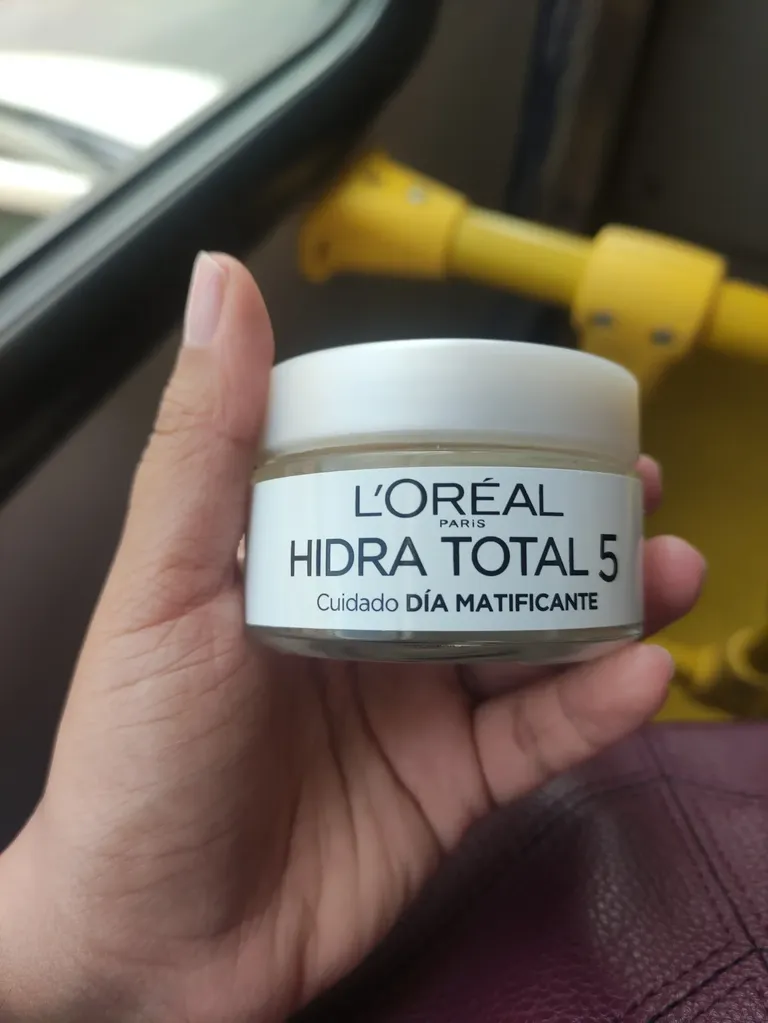 L'ORÉAL
PARIS
HIDRA TOTAL 5
Cuidado DÍA MATIFICANTE